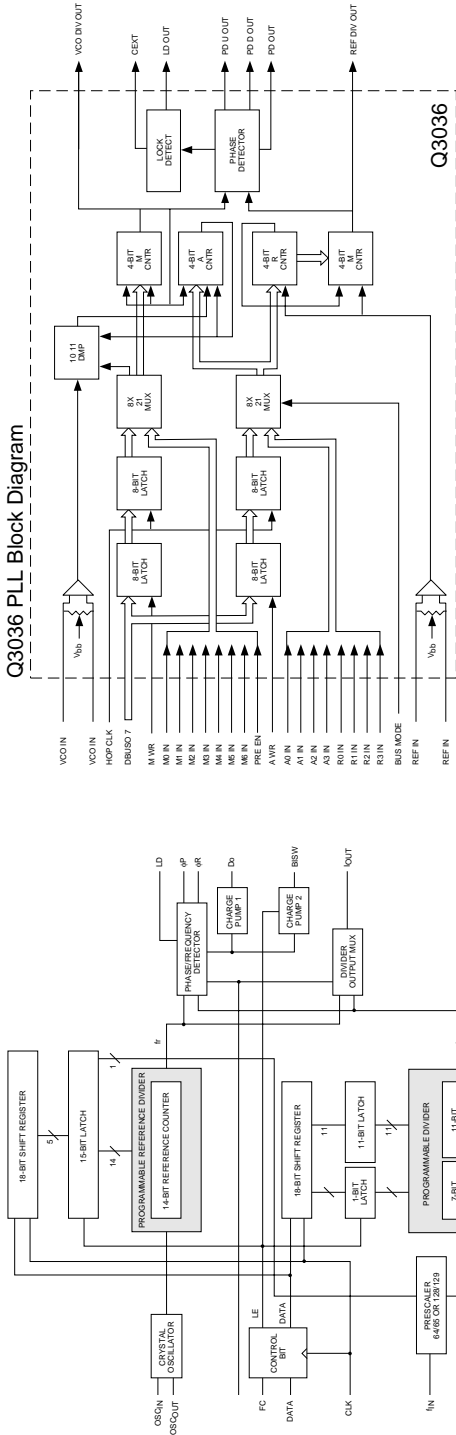 Q3036 PLL Block Diagram
VCO IN
VCO IN
HOP CLK
DBUSO 7
M WR
M0 IN
M1 IN
M2 IN
M3 IN
M4 IN
M5 IN
M6 IN
PRE EN
A WR
A0 IN
A1 IN
A2 IN
A3 IN
R0 IN
R1 IN
R2 IN
R3 IN
BUS MODE
REF IN
REF IN
Vbb
Vbb
8-BIT
LATCH
8-BIT
LATCH
8-BIT
LATCH
8-BIT
LATCH
8X
21
MUX
8X
21
MUX
10 11
DMP
4-BIT
M
CNTR
4-BIT
A
CNTR
4-BIT
R
CNTR
4-BIT
M
CNTR
LOCK
DETECT
PHASE
DETECTOR
VCO DIV OUT
CEXT
LD OUT
PD U OUT
PD D OUT
PD OUT
REF DIV OUT
Q3036
18-BIT SHIFT REGISTER
5
15-BIT LATCH
14
1
PROGRAMMABLE REFERENCE DIVIDER
14-BIT REFERENCE COUNTER
fr
OSCIN
OSCOUT
CRYSTAL
OSCILLATOR
PHASE/FREQUENCY
DETECTOR
LD
φP
φR
CHARGE
PUMP 1
Do
CHARGE
PUMP 2
BISW
DIVIDER
OUTPUT MUX
fOUT
FC
DATA
CLK
CONTROL
BIT
LE
DATA
18-BIT SHIFT REGISTER
11
1-BIT
LATCH
11-BIT LATCH
11
PROGRAMMABLE DIVIDER
7-BIT
11-BIT
fIN
PRESCALER
64/65 OR 128/129